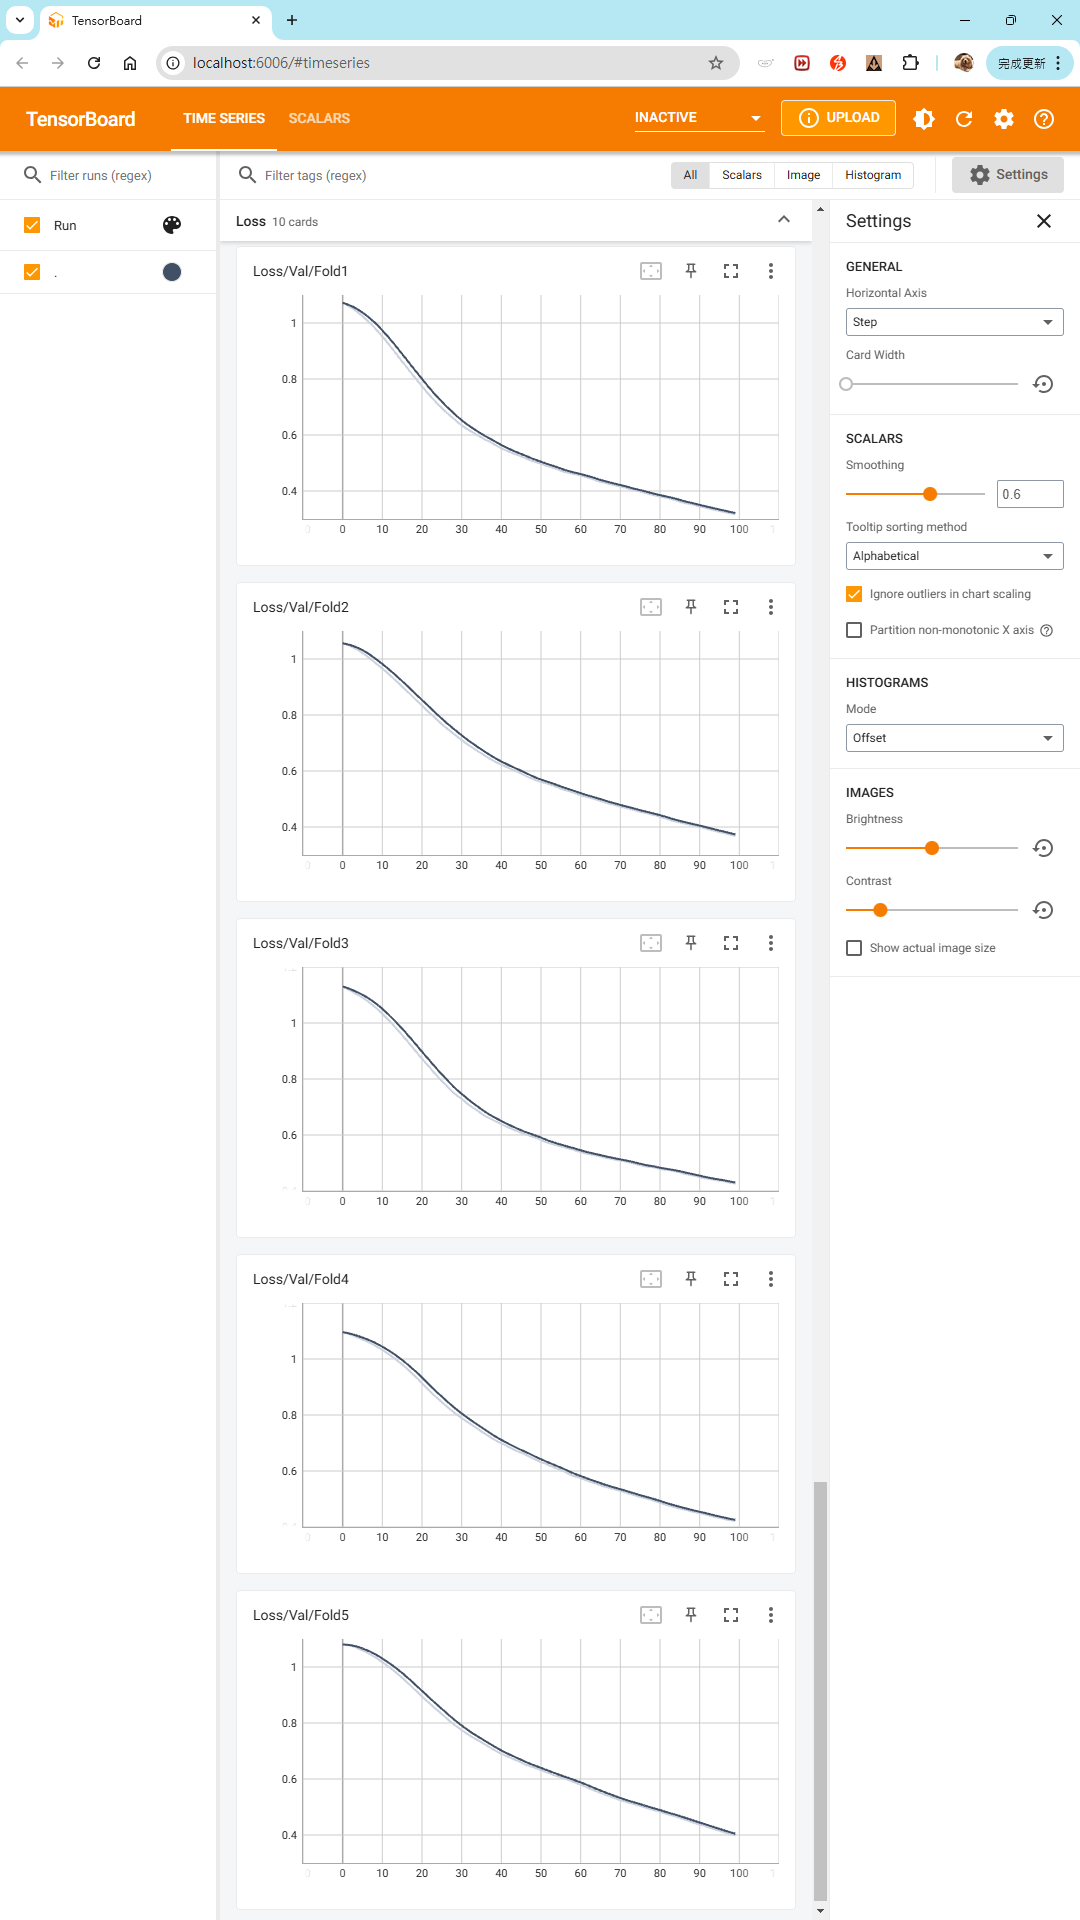 TensorBoard
localhost:6006/#timeseries
完成更新
TensorBoard
TIME SERIES
SCALARS
INACTIVE
UPLOAD
Filter runs (regex)
Filter tags (regex)
All
Scalars
Image
Histogram
Settings
Run
.
Loss 10 cards
Loss/Val/Fold1
1
0.8
0.6
0.4
0 10 20 30 40 50 60 70 80 90 100
Loss/Val/Fold2
1
0.8
0.6
0.4
0 10 20 30 40 50 60 70 80 90 100
Loss/Val/Fold3
1
0.8
0.6
0 10 20 30 40 50 60 70 80 90 100
Loss/Val/Fold4
1
0.8
0.6
0 10 20 30 40 50 60 70 80 90 100
Loss/Val/Fold5
1
0.8
0.6
0.4
0 10 20 30 40 50 60 70 80 90 100
Settings
GENERAL
Horizontal Axis
Step
Card Width
SCALARS
Smoothing
0.6
Tooltip sorting method
Alphabetical
Ignore outliers in chart scaling
Partition non-monotonic X axis
HISTOGRAMS
Mode
Offset
IMAGES
Brightness
Contrast
Show actual image size